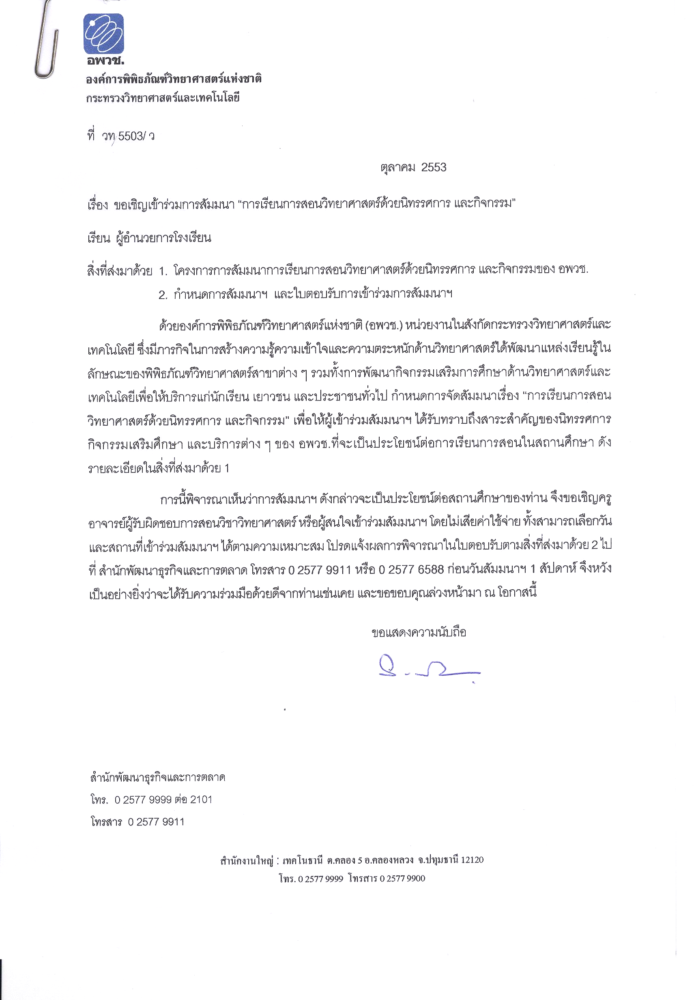 อพวช.
องค์การพิพิธภัณฑ์วิทยาศาสตร์แห่งชาติ
กระทรวงวิทยาศาสตร์และเทคโนโลยี
ที่ วท 5503/ ว
ตุลาคม 2553
เรื่อง ขอเชิญเข้าร่วมการสัมมนา “การเรียนการสอนวิทยาศาสตร์ด้วยนิทรรศการ และกิจกรรม”
เรียน ผู้อำนวยการโรงเรียน
สิ่งที่ส่งมาด้วย 1. โครงการการสัมมนาการเรียนการสอนวิทยาศาสตร์ด้วยนิทรรศการ และกิจกรรมของ อพวช.
2. กำหนดการสัมมนาฯ และใบตอบรับการเข้าร่วมการสัมมนาฯ
ด้วยองค์การพิพิธภัณฑ์วิทยาศาสตร์แห่งชาติ (อพวช.) หน่วยงานในสังกัดกระทรวงวิทยาศาสตร์และ
เทคโนโลยี ซึ่งมีภารกิจในการสร้างความรู้ความเข้าใจและความตระหนักด้านวิทยาศาสตร์ได้พัฒนาแหล่งเรียนรู้ใน
ลักษณะของพิพิธภัณฑ์วิทยาศาสตร์สาขาต่าง ๆ รวมทั้งการพัฒนากิจกรรมเสริมการศึกษาด้านวิทยาศาสตร์และ
เทคโนโลยีเพื่อให้บริการแก่นักเรียน เยาวชน และประชาชนทั่วไป กำหนดการจัดสัมมนาเรื่อง “การเรียนการสอน
วิทยาศาสตร์ด้วยนิทรรศการ และกิจกรรม” เพื่อให้ผู้เข้าร่วมสัมมนาฯ ได้รับทราบถึงสาระสำคัญของนิทรรศการ
กิจกรรมเสริมศึกษา และบริการต่าง ๆ ของ อพวช.ที่จะเป็นประโยชน์ต่อการเรียนการสอนในสถานศึกษา ดัง
รายละเอียดในสิ่งที่ส่งมาด้วย 1
การนี้พิจารณาเห็นว่าการสัมมนาฯ ดังกล่าวจะเป็นประโยชน์ต่อสถานศึกษาของท่าน จึงขอเชิญครู
อาจารย์ผู้รับผิดชอบการสอนวิชาวิทยาศาสตร์ หรือผู้สนใจเข้าร่วมสัมมนาฯ โดยไม่เสียค่าใช้จ่าย ทั้งสามารถเลือกวัน
และสถานที่เข้าร่วมสัมมนาฯ ได้ตามความเหมาะสม โปรดแจ้งผลการพิจารณาในใบตอบรับตามสิ่งที่ส่งมาด้วย 2 ไป
ที่ สำนักพัฒนาธุรกิจและการตลาด โทรสาร 0 2577 9911 หรือ 0 2577 6588 ก่อนวันสัมมนาฯ 1 สัปดาห์ จึงหวัง
เป็นอย่างยิ่งว่าจะได้รับความร่วมมือด้วยดีจากท่านเช่นเคย และขอขอบคุณล่วงหน้ามา ณ โอกาสนี้
ขอแสดงความนับถือ
สำนักพัฒนาธุรกิจและการตลาด
โทร. 0 2577 9999 ต่อ 2101
โทรสาร 0 2577 9911
สำนักงานใหญ่ : เทคโนธานี ต.คลอง 5 อ.คลองหลวง จ.ปทุมธานี 12120
โทร. 0 2577 9999 โทรสาร 0 2577 9900